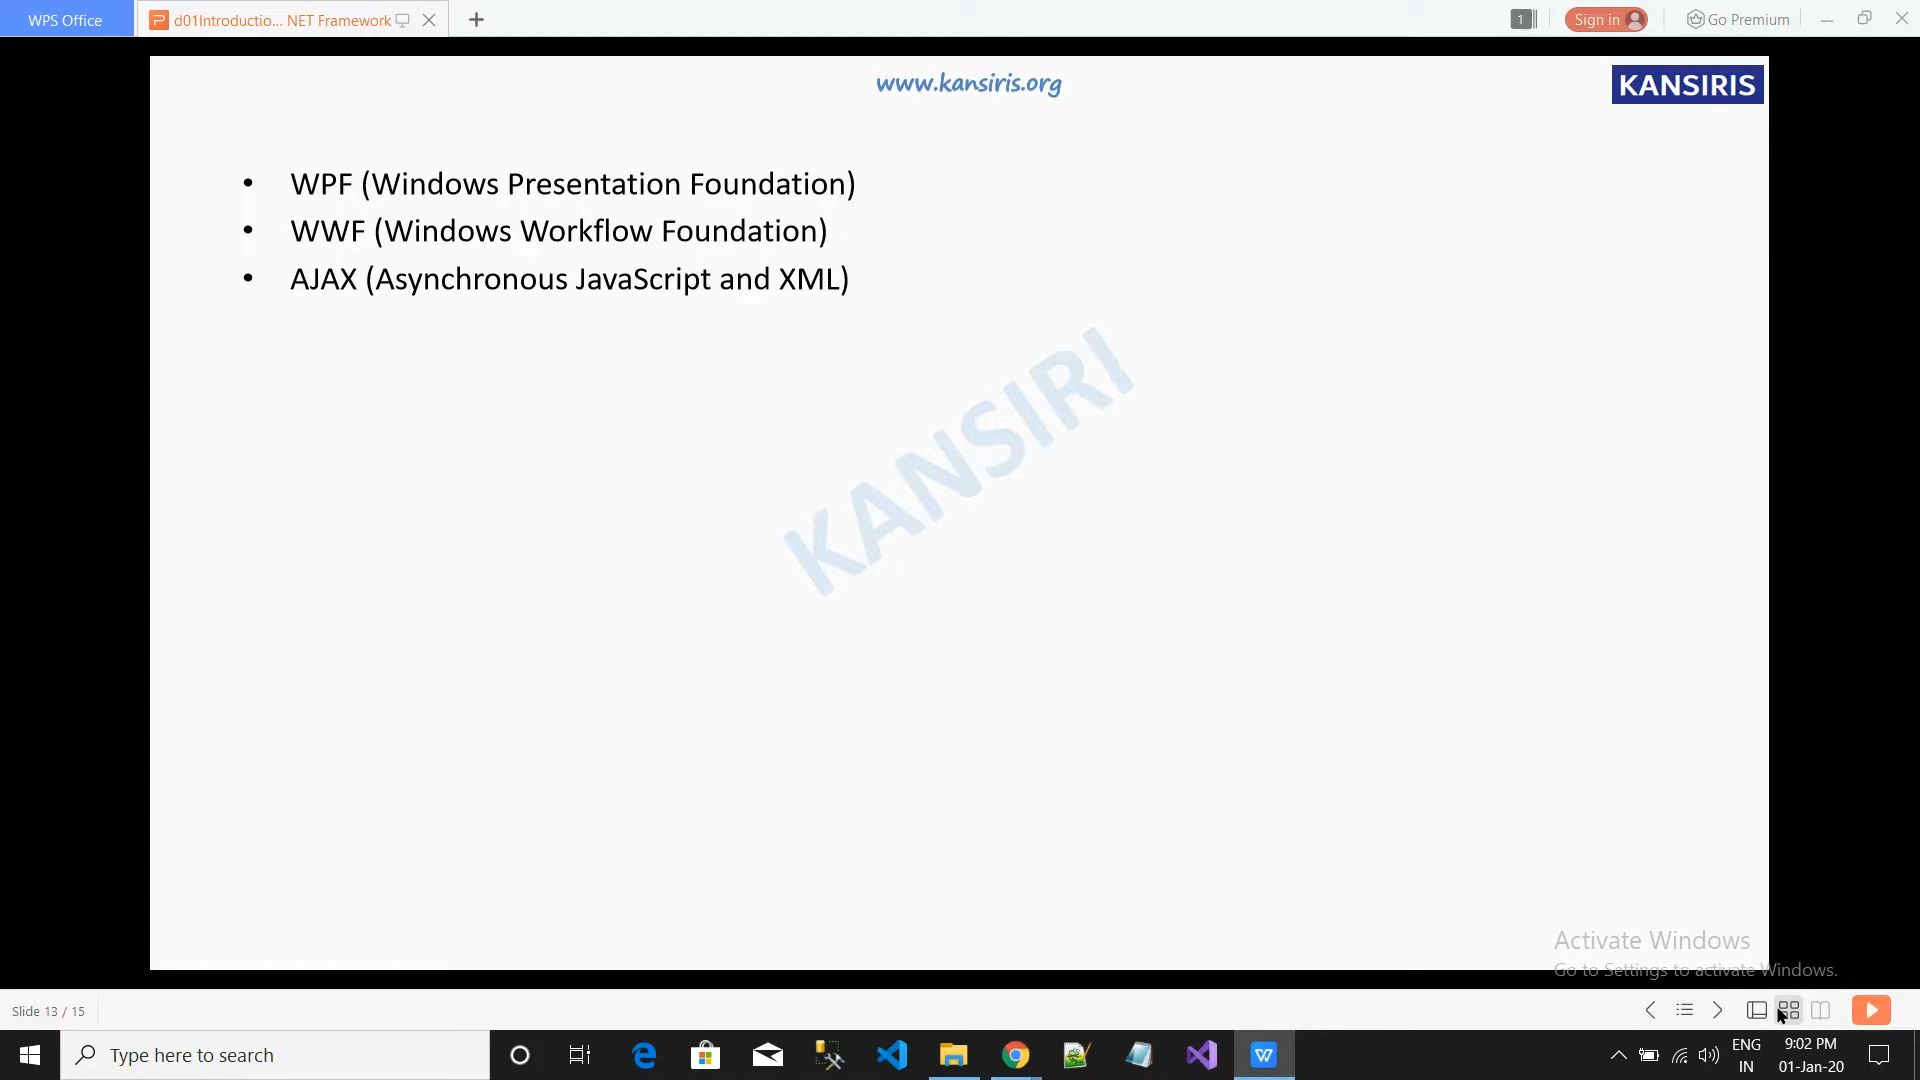 WPS Office
d01Introductio... NET Framework
1
Sign in
Go Premium
www.kansiris.org
KANSIRIS
• WPF (Windows Presentation Foundation)
• WWF (Windows Workflow Foundation)
• AJAX (Asynchronous JavaScript and XML)
KANSIRI
Activate Windows
Go to Settings to activate Windows.
Slide 13 / 15
Type here to search
ENG
IN
9:02 PM
01-Jan-20